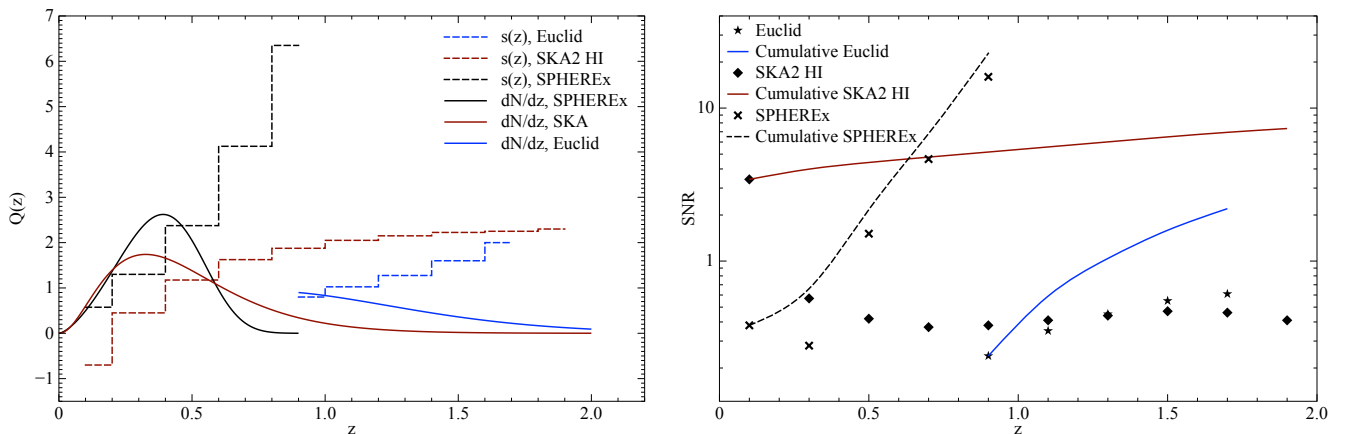 7
6
5
4
3
2
1
0
−1
Q(z)
s(z), Euclid
s(z), SKA2 HI
s(z), SPHEREx
dN/dz, SPHEREx
dN/dz, SKA
dN/dz, Euclid
0
0.5
1.0
1.5
2.0
z
10
1
SNR
Euclid
Cumulative Euclid
SKA2 HI
Cumulative SKA2 HI
SPHEREx
Cumulative SPHEREx
0
0.5
1.0
1.5
2.0
z